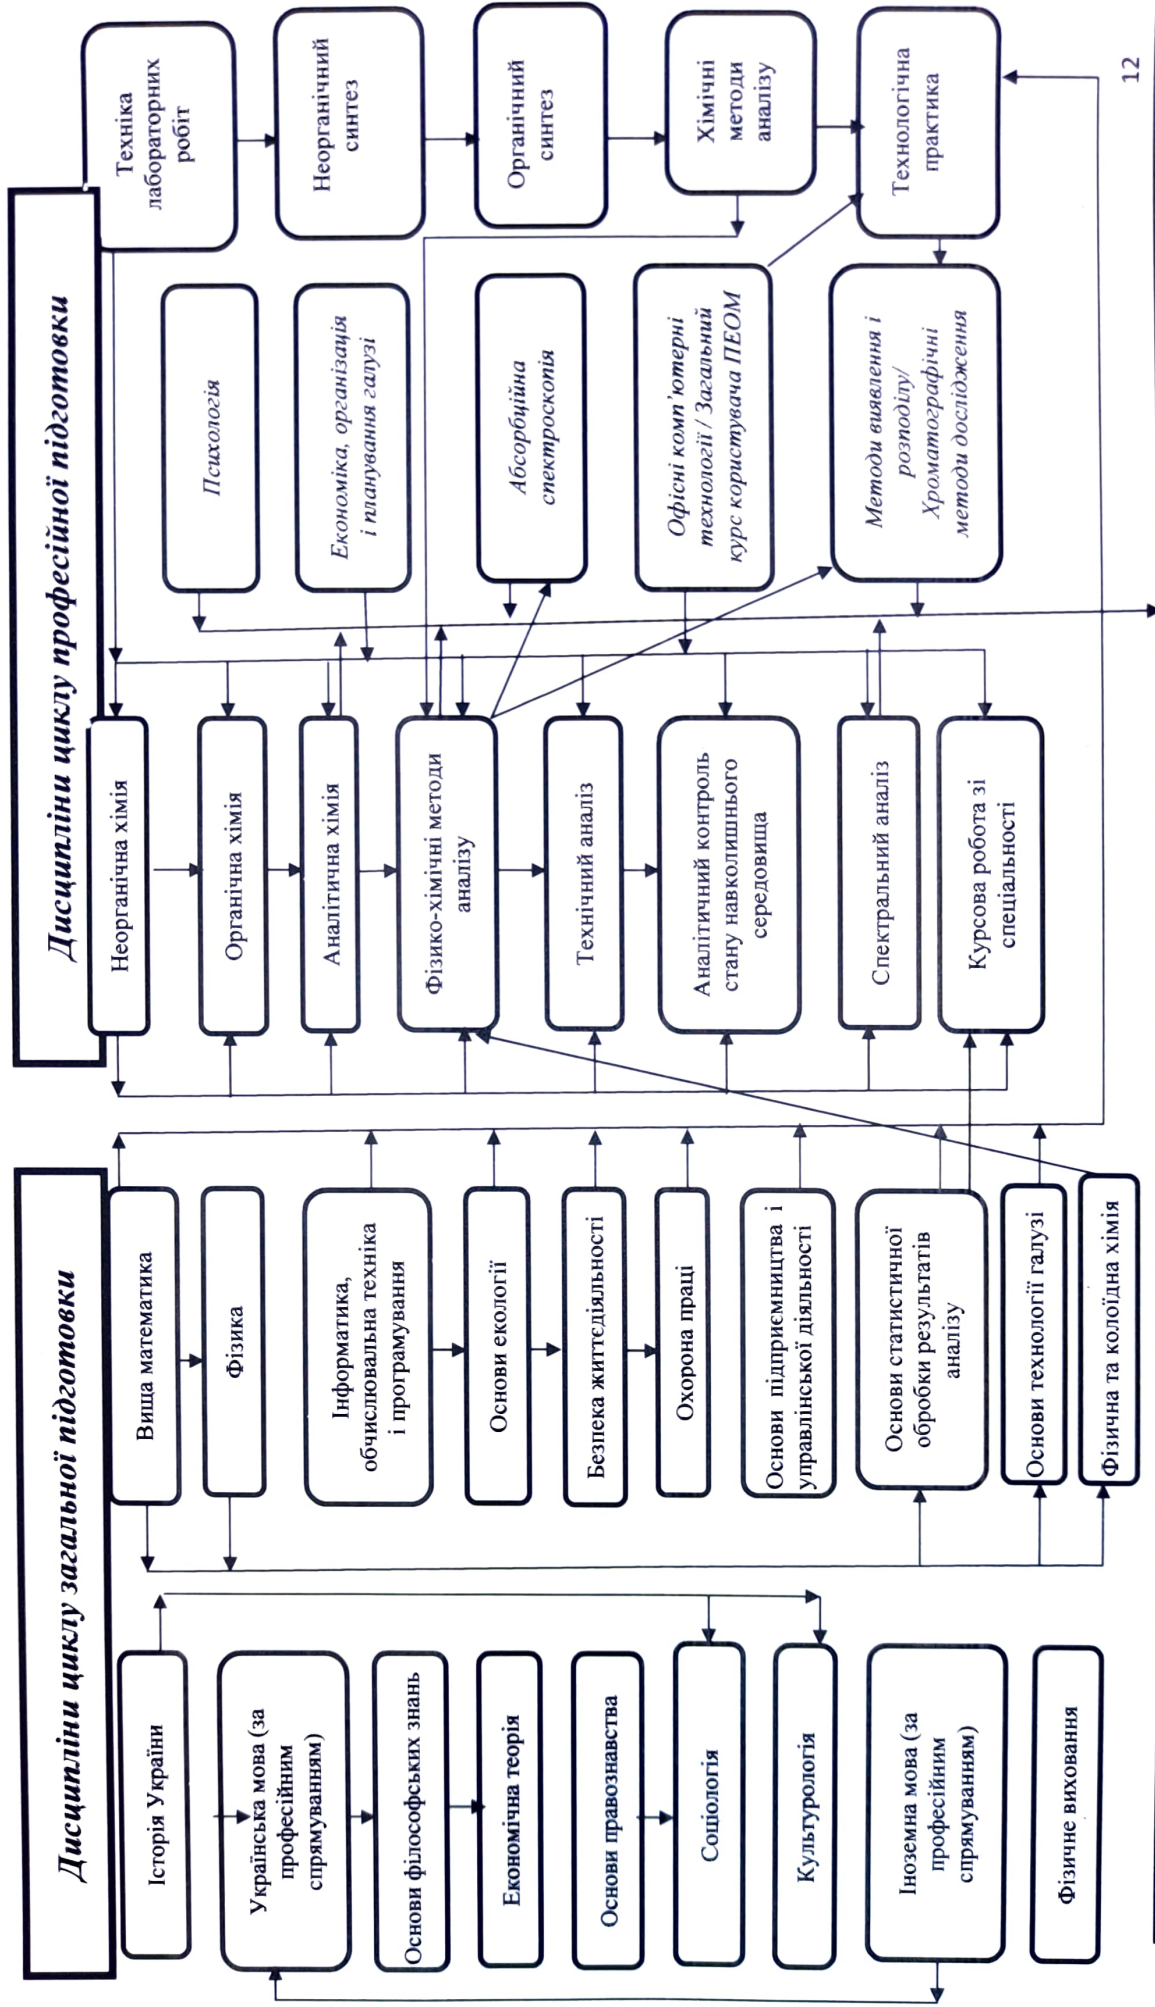 Дисципліни циклу загальної підготовки
Історія України
Українська мова (за
професійним
спрямуванням)
Основи філософських знань
Економічна теорія
Основи правознавства
Соціологія
Культурологія
Іноземна мова (за
професійним
спрямуванням)
Фізичне виховання
Вища математика
Фізика
Інформатика,
обчислювальна техніка
і програмування
Основи екології
Безпека життєдіяльності
Охорона праці
Основи підприємництва і
управлінської діяльності
Основи статистичної
обробки результатів
аналізу
Основи технології галузі
Фізична та колоїдна хімія
Дисципліни циклу професійної підготовки
Неорганічна хімія
Органічна хімія
Аналітична хімія
Фізико-хімічні методи
аналізу
Технічний аналіз
Аналітичний контроль
стану навколишнього
середовища
Спектральний аналіз
Курсова робота зі
спеціальності
Психологія
Економіка, організація
і планування галузі
Абсорбційна
спектроскопія
Офісні комп'ютерні
технології / Загальний
курс користувача ПЕОМ
Методи виявлення і
розподілу/
Хроматографічні
методи дослідження
Техніка
лабораторних
робіт
Неорганічний
синтез
Органічний
синтез
Хімічні
методи
аналізу
Технологічна
практика
12